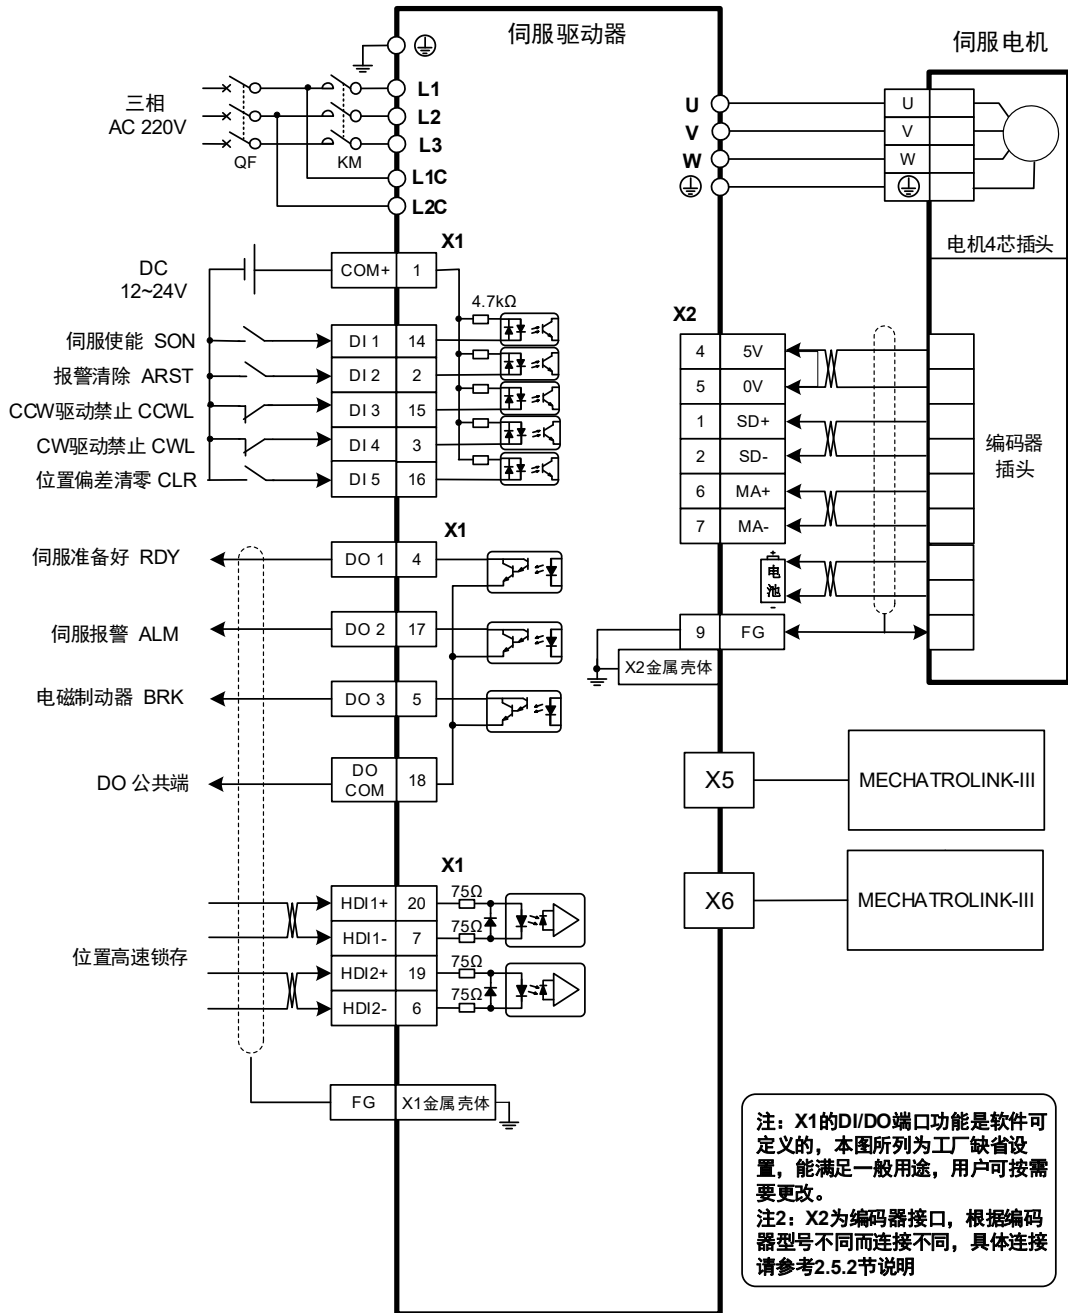 伺服驱动器
伺服电机
三相
AC 220V
QF
KM
L1
L2
L3
L1C
L2C
U
V
W
U
V
W
电机4芯插头
X1
DC
12~24V
COM+ 1
4.7kΩ
伺服使能 SON
DI 1 14
报警清除 ARST
DI 2 2
CCW驱动禁止 CCWL
DI 3 15
CW驱动禁止 CWL
DI 4 3
位置偏差清零 CLR
DI 5 16
X2
4 5V
5 0V
1 SD+
2 SD-
6 MA+
7 MA-
编码器
插头
+
电
池
-
9 FG
X2金属壳体
X1
伺服准备好 RDY
DO 1 4
伺服报警 ALM
DO 2 17
电磁制动器 BRK
DO 3 5
DO 公共端
DO
COM
18
X5
MECHATROLINK-III
X6
MECHATROLINK-III
X1
位置高速锁存
HDI1+ 20 75Ω
HDI1- 7 75Ω
HDI2+ 19 75Ω
HDI2- 6 75Ω
FG
X1金属壳体
注：X1的DI/DO端口功能是软件可
定义的，本图所列为工厂缺省设
置，能满足一般用途，用户可按需
要更改。
注2：X2为编码器接口，根据编码
器型号不同而连接不同，具体连接
请参考2.5.2节说明